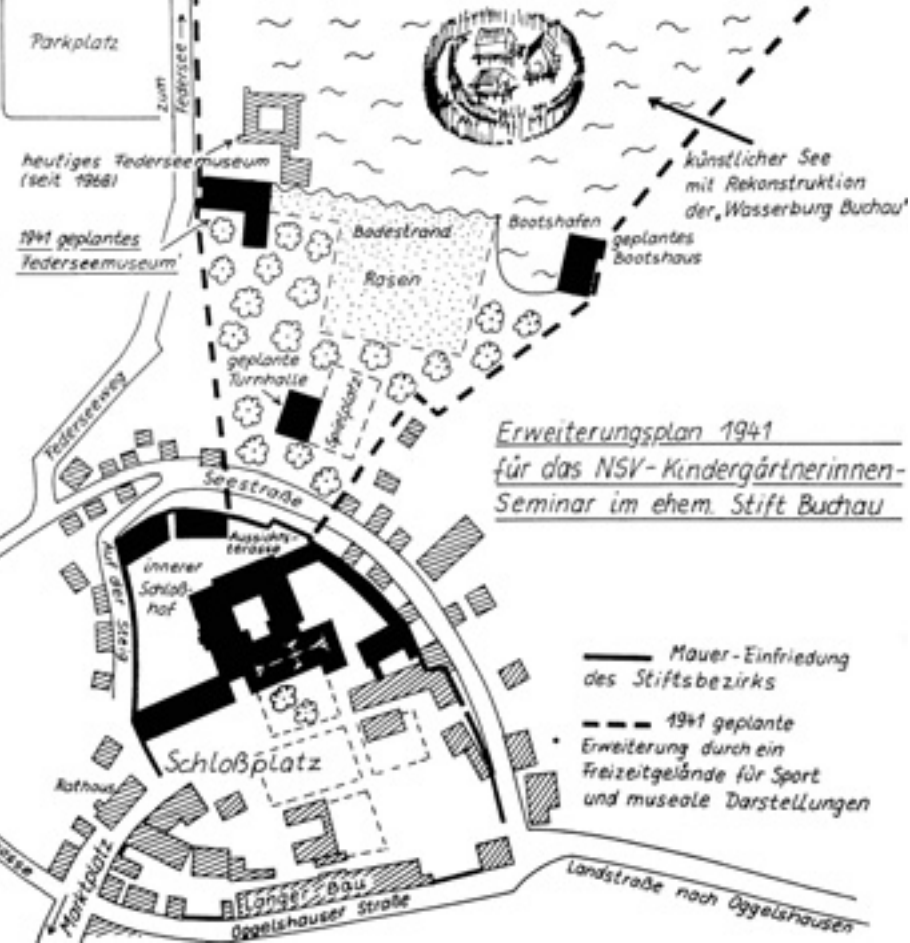 Parkplatz
zum
Federsee
heutiges Federseemuseum
(seit 1968)
künstlicher See
mit Rekonstruktion
der „Wasserburg Buchau"
1941 geplantes
'Federseemuseum'
Badestrand
Rasen
Bootshafen
geplantes
Bootshaus
geplante
Turnhalle
Spielplatz
Federseeweg
Erweiterungsplan 1941
für das NSV-Kindergärtnerinnen-
Seminar im ehem. Stift Buchau
Seestraße
Aussichts-
terrasse
innerer
Schloß-
hof
Auf der Steig
Mauer-Einfriedung
des Stiftsbezirks
1941 geplante
Erweiterung durch ein
Freizeitgelände für Sport
und museale Darstellungen
Schloßplatz
Rathaus
Marktplatz
Langer Bau
Oggelshauser Straße
Landstraße nach Oggelshausen